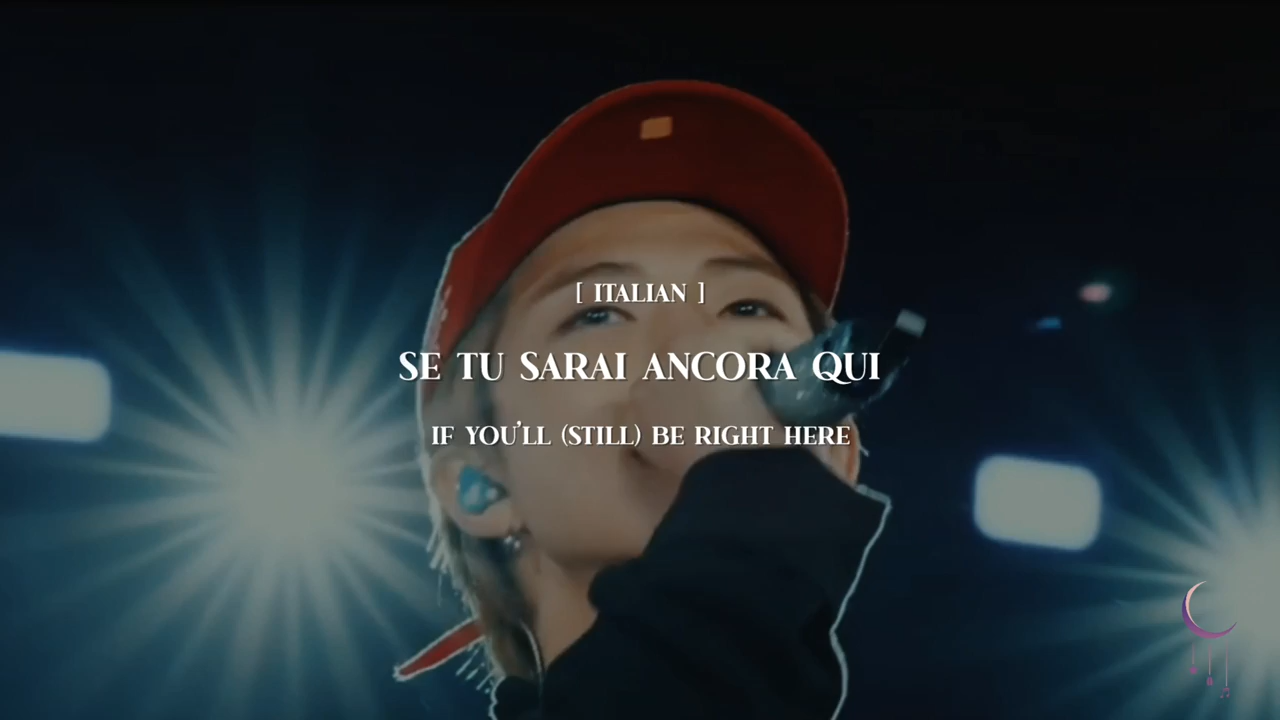 [ ITALIAN ]
SE TU SARAI ANCORA QUI
IF YOU'LL (STILL) BE RIGHT HERE